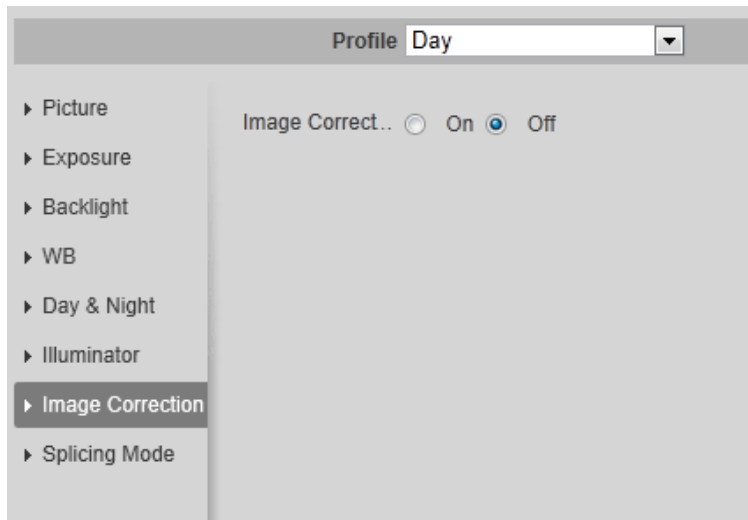 Profile Day
Picture
Image Correct... On Off
Exposure
Backlight
WB
Day & Night
Illuminator
Image Correction
Splicing Mode